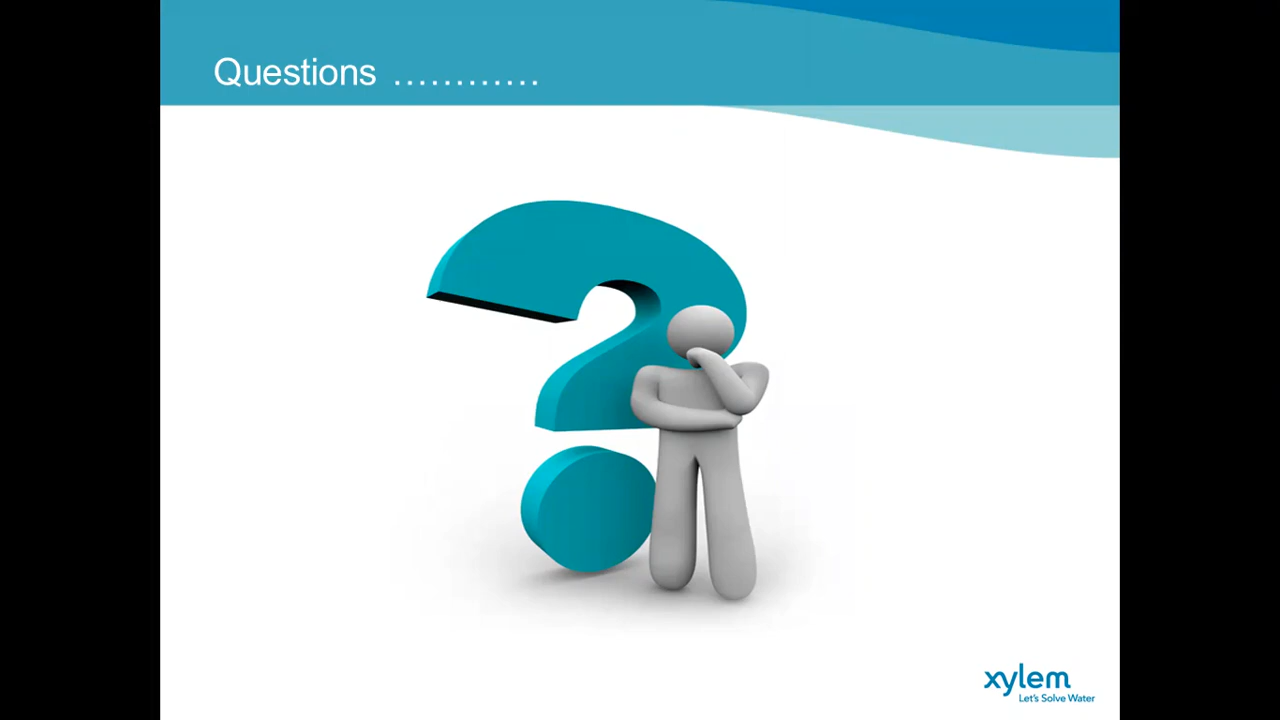 Questions ............
xylem
Let's Solve Water